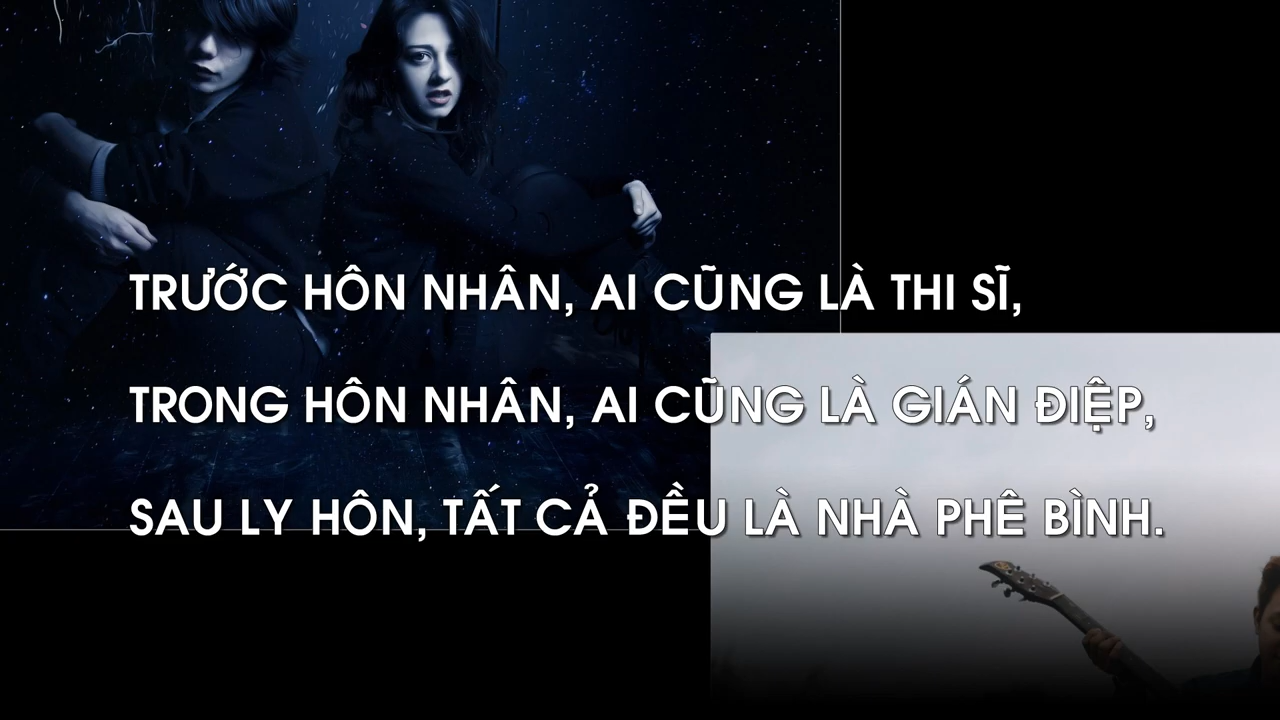 TRƯỚC HÔN NHÂN, AI CŨNG LÀ THI SĨ,
TRONG HÔN NHÂN, AI CŨNG LÀ GIÁN ĐIỆP,
SAU LY HÔN, TẤT CẢ ĐỀU LÀ NHÀ PHÊ BÌNH.